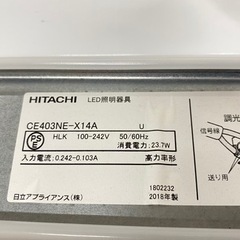 HITACHI LED照明器具
CE403NE-X14A U
PSE HLK 100-242V 50/60Hz
消費電力:23.7W
入力電流:0.242-0.103A 高力率形
1802232
日立アプライアンス(株) 2018年製
調光
信号線
送り用